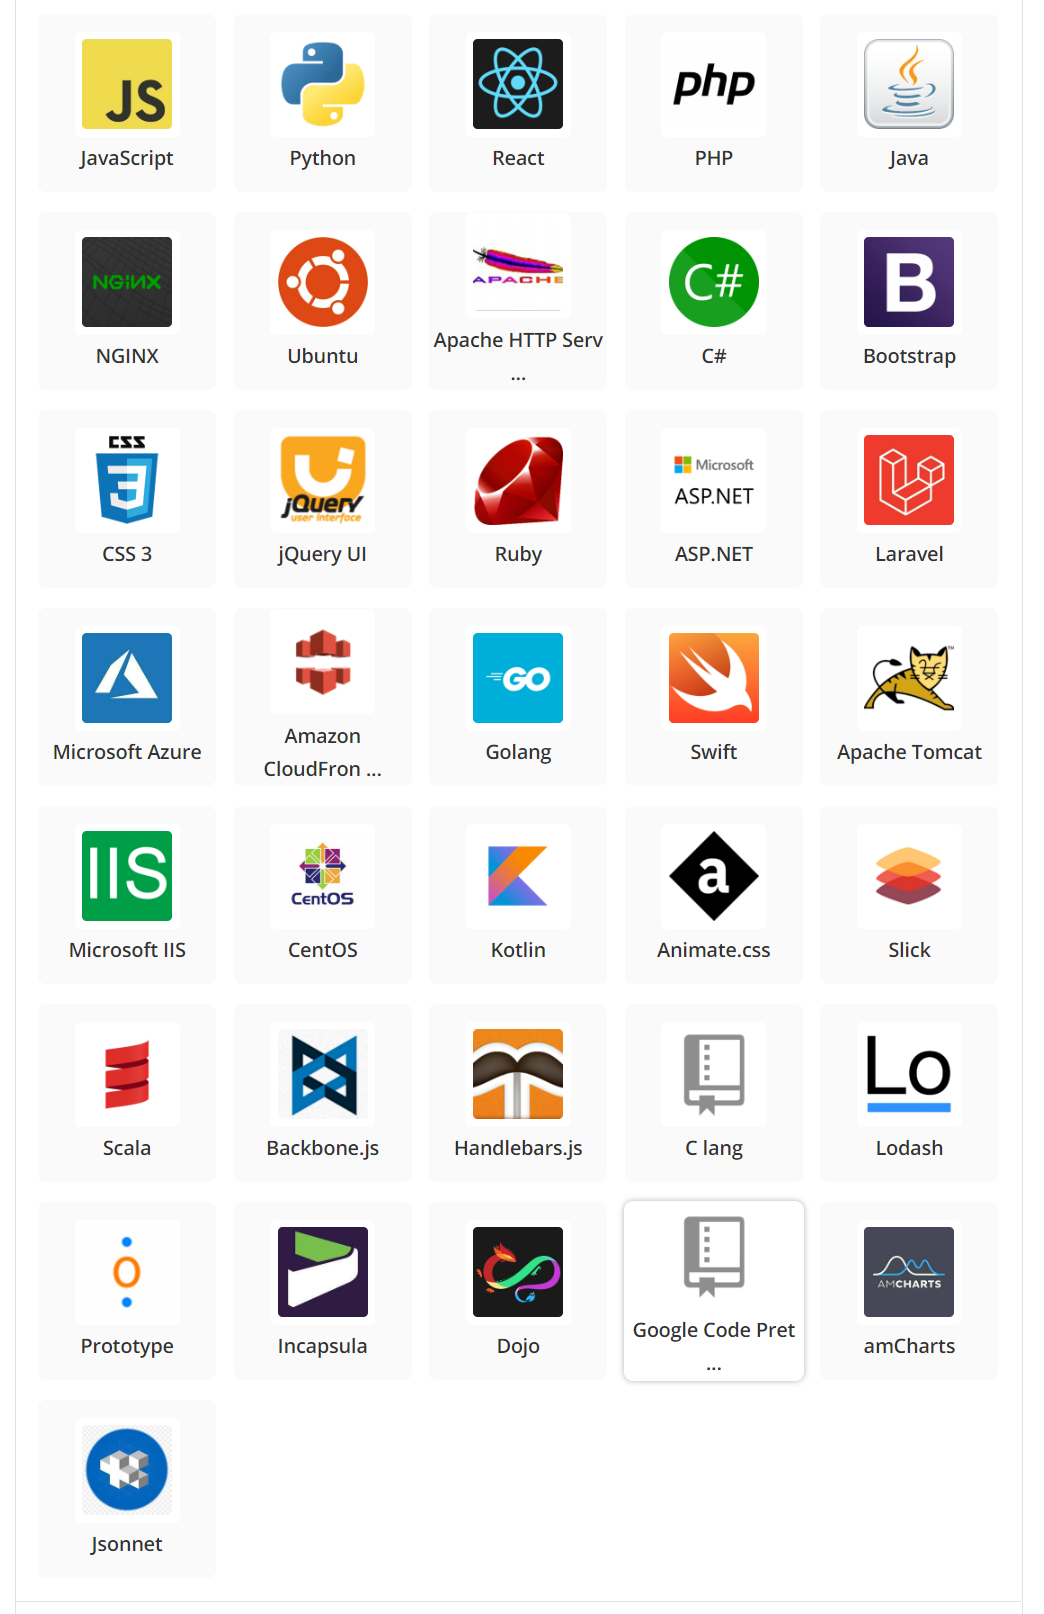 JS
JavaScript
Python
React
php
PHP
Java
NGINX
NGINX
Ubuntu
APACHE
Apache HTTP Serv
...
C#
C#
B
Bootstrap
CSS
3
CSS 3
jQuery
user interface
jQuery UI
Ruby
Microsoft
ASP.NET
ASP.NET
Laravel
Microsoft Azure
Amazon
CloudFron ...
GO
Golang
Swift
TM
Apache Tomcat
IIS
Microsoft IIS
CentOS
CentOS
Kotlin
a
Animate.css
Slick
Scala
Backbone.js
Handlebars.js
C lang
Lo
Lodash
Prototype
Incapsula
Dojo
Google Code Pret
...
AMCHARTS
amCharts
Jsonnet